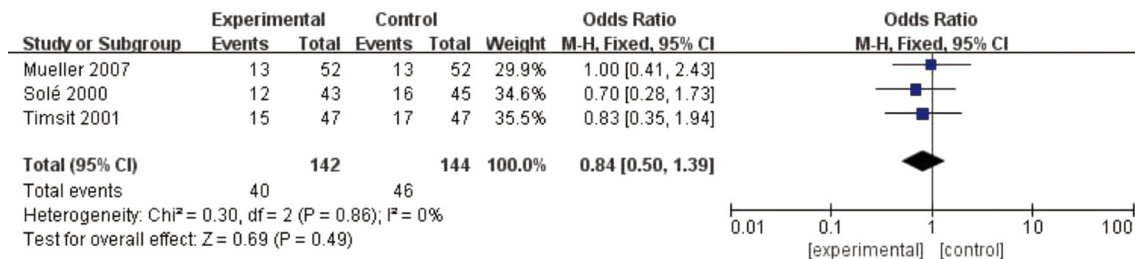 Experimental Control Odds Ratio Odds Ratio
Study or Subgroup Events Total Events Total Weight M-H, Fixed, 95% CI M-H, Fixed, 95% CI
Mueller 2007 13 52 13 52 29.9% 1.00 [0.41, 2.43]
Solé 2000 12 43 16 45 34.6% 0.70 [0.28, 1.73]
Timsit 2001 15 47 17 47 35.5% 0.83 [0.35, 1.94]
Total (95% CI) 142 144 100.0% 0.84 [0.50, 1.39]
Total events 40 46
Heterogeneity: Chi² = 0.30, df = 2 (P = 0.86); I² = 0%
Test for overall effect: Z = 0.69 (P = 0.49)
0.01 0.1 1 10 100
[experimental] [control]